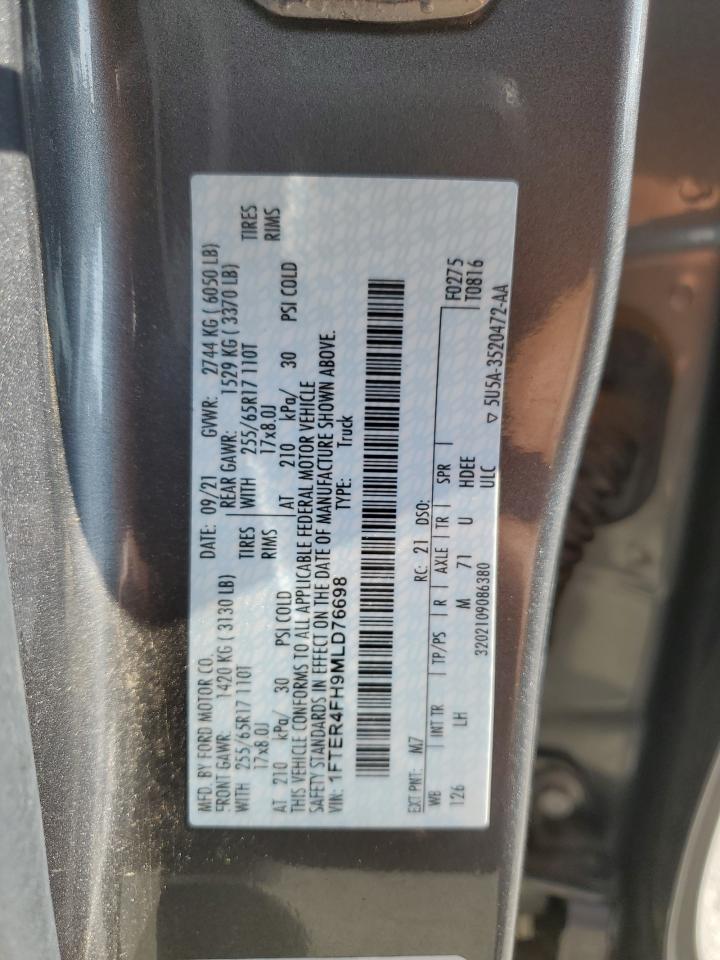 MFD. BY FORD MOTOR CO.
DATE: 09/21 GVWR: 2744 KG ( 6050 LB)
FRONT GAWR: 1420 KG ( 3130 LB)
REAR GAWR: 1529 KG ( 3370 LB)
WITH 255/65R17 110T TIRES
WITH 255/65R17 110T TIRES
17x8.0J RIMS
17x8.0J RIMS
AT 210 kPa/ 30 PSI COLD
AT 210 kPa/ 30 PSI COLD
THIS VEHICLE CONFORMS TO ALL APPLICABLE FEDERAL MOTOR VEHICLE
SAFETY STANDARDS IN EFFECT ON THE DATE OF MANUFACTURE SHOWN ABOVE.
VIN: 1FTER4FH9MLD76698 TYPE: Truck
EXT PNT: M7 RC: 21 DSO: F0275
T0816
WB INT TR TP/PS R AXLE TR SPR
126 LH M 71 U HDEE
3202109086380 ULC
▽ 5U5A-3520472-AA